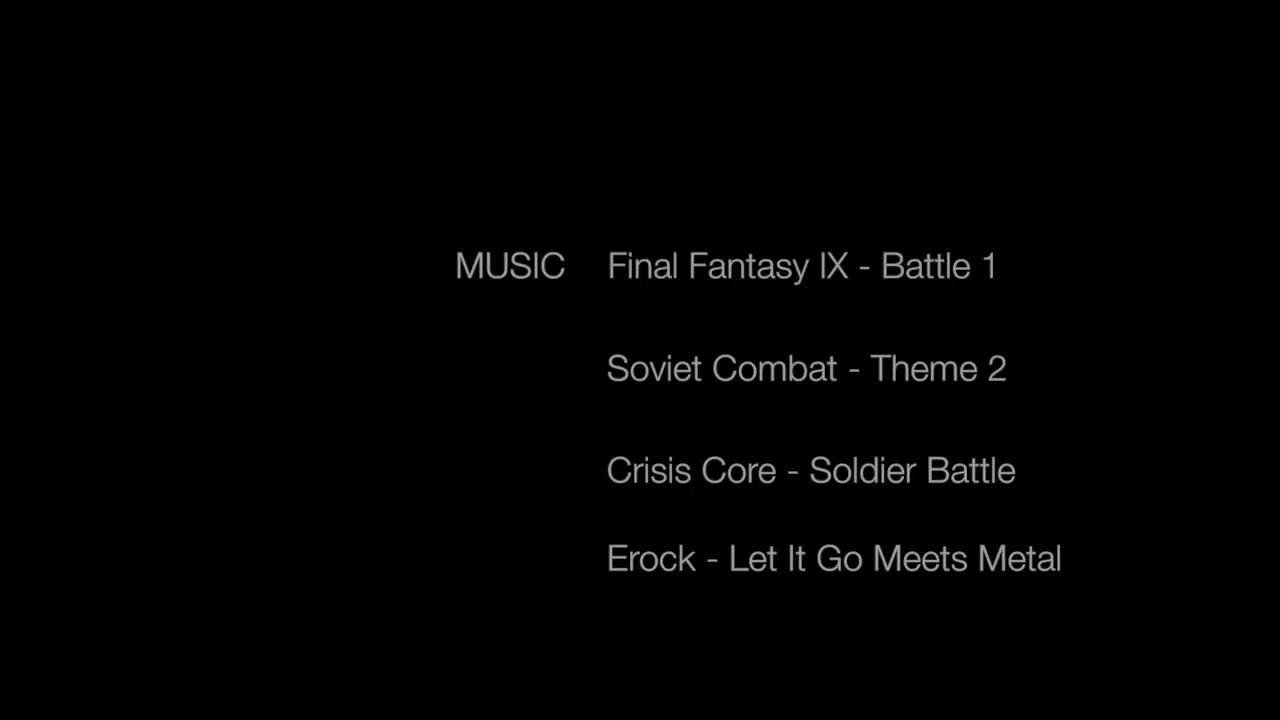 MUSIC Final Fantasy IX - Battle 1
Soviet Combat - Theme 2
Crisis Core - Soldier Battle
Erock - Let It Go Meets Metal